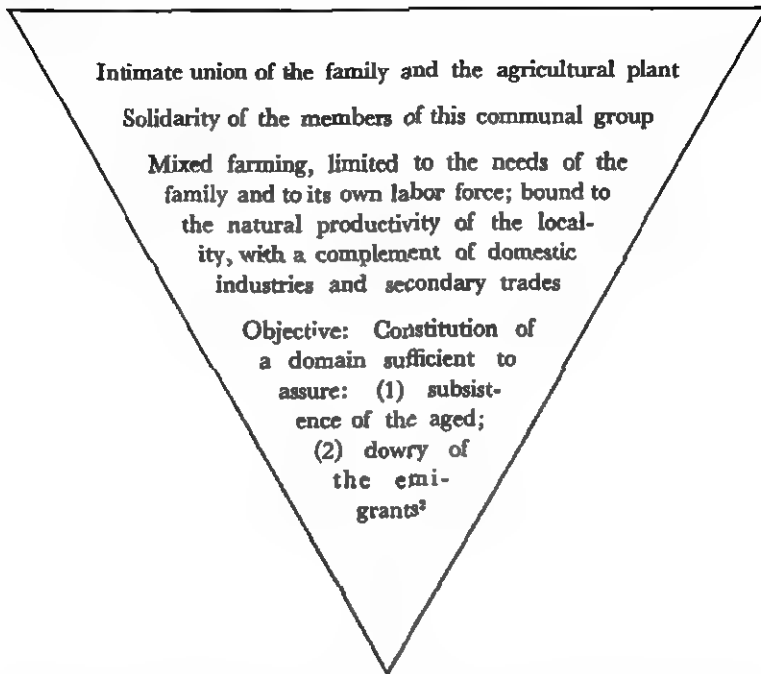 Intimate union of the family and the agricultural plant
Solidarity of the members of this communal group
Mixed farming, limited to the needs of the
family and to its own labor force; bound to
the natural productivity of the local-
ity, with a complement of domestic
industries and secondary trades
Objective: Constitution of
a domain sufficient to
assure: (1) subsist-
ence of the aged;
(2) dowry of
the emi-
grants²